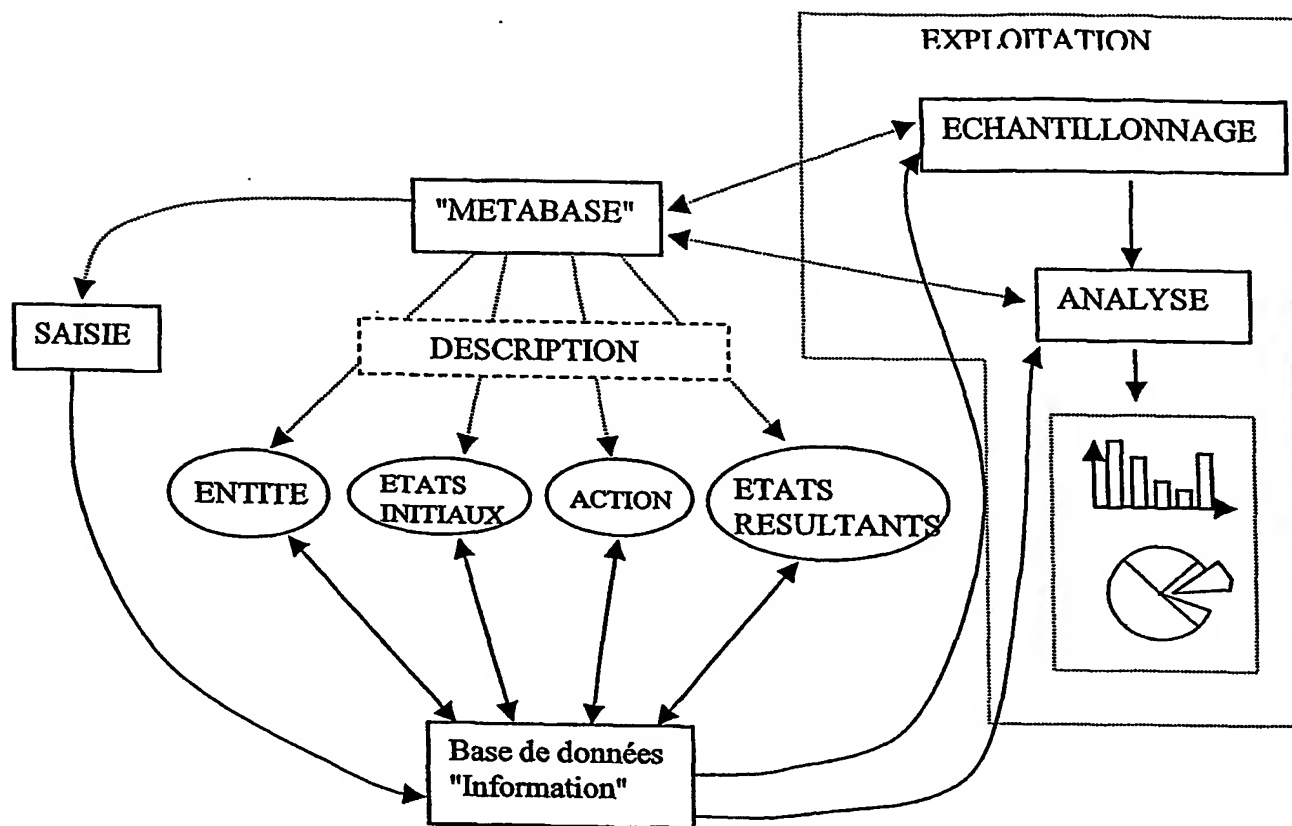 EXPLOITATION
ECHANTILLONNAGE
"METABASE"
ANALYSE
SAISIE
DESCRIPTION
ENTITE
ETATS
INITIAUX
ACTION
ETATS
RESULTANTS
Base de données
"Information"